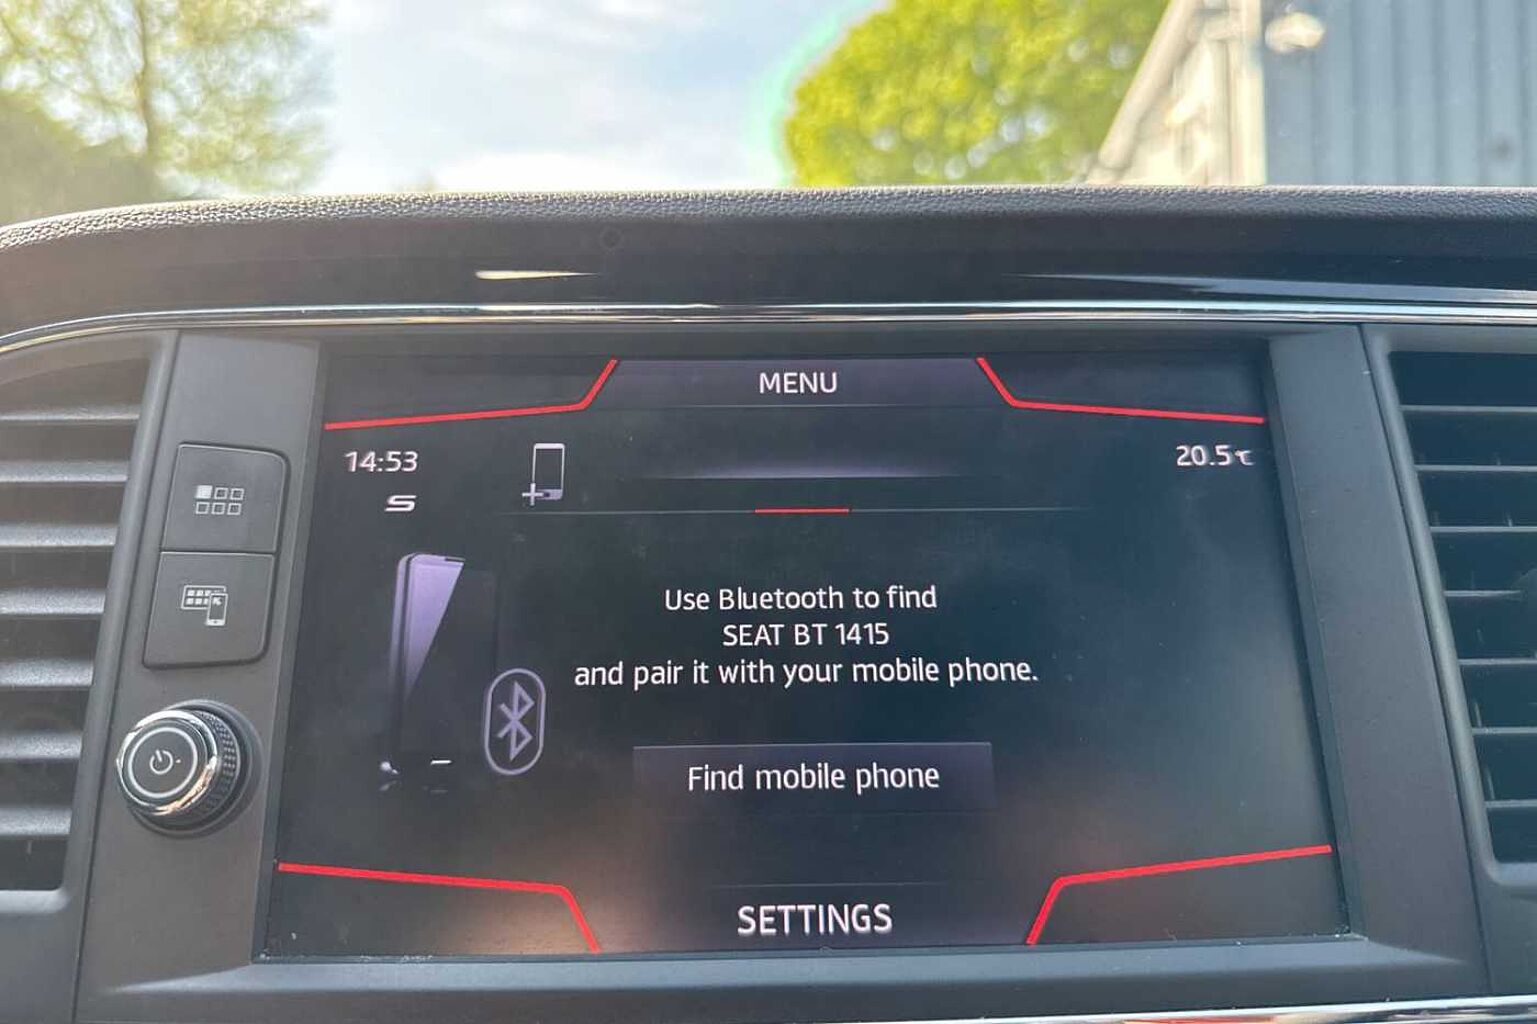 MENU
14:53
20.5℃
Use Bluetooth to find
SEAT BT 1415
and pair it with your mobile phone.
Find mobile phone
SETTINGS